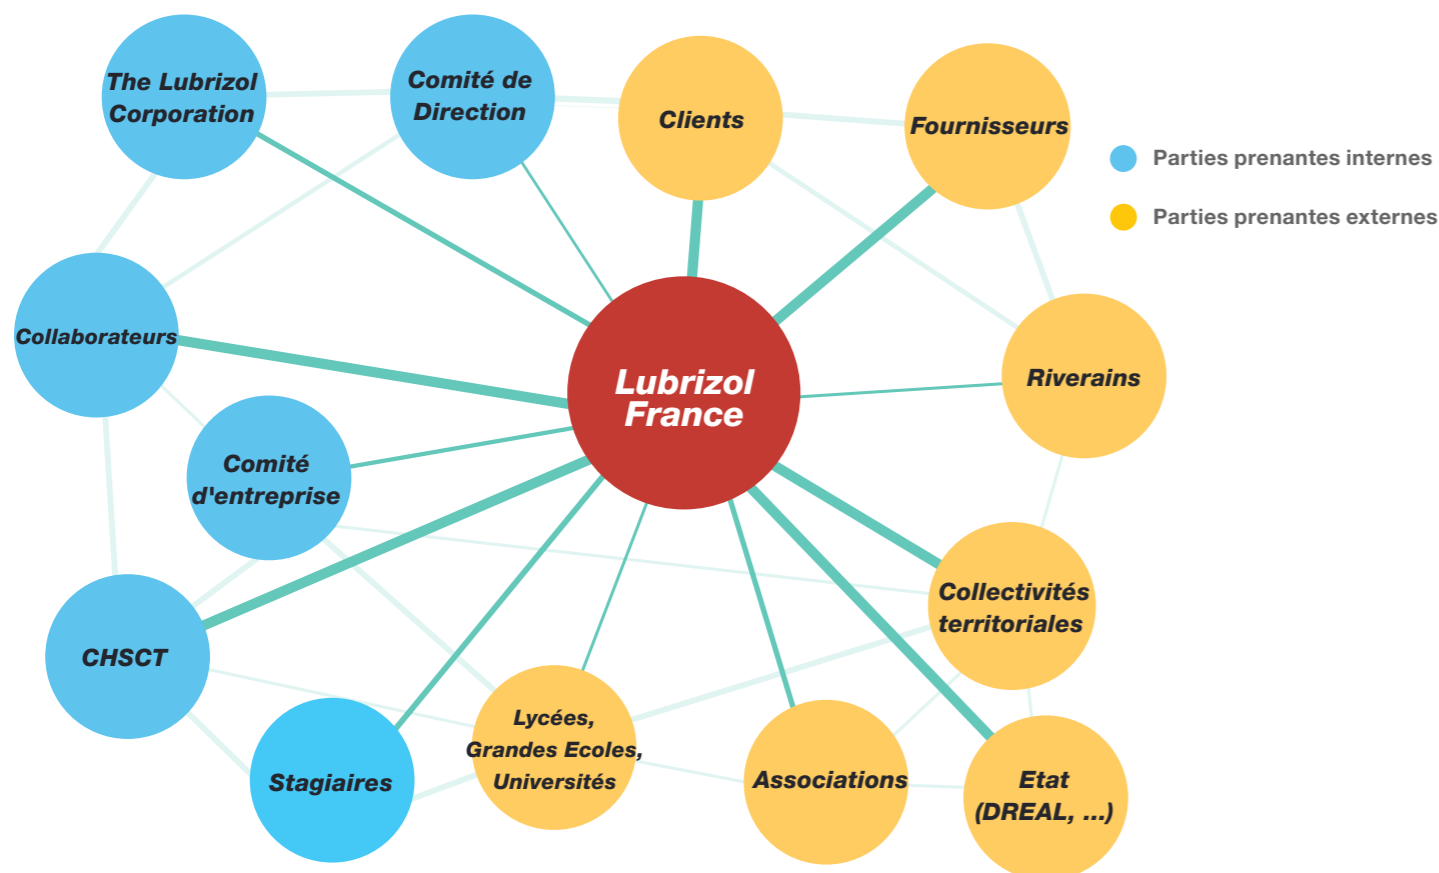 The Lubrizol
Corporation
Comité de
Direction
Clients
Fournisseurs
Parties prenantes internes
Parties prenantes externes
Collaborateurs
Lubrizol
France
Riverains
Comité
d'entreprise
Collectivités
territoriales
CHSCT
Stagiaires
Lycées,
Grandes Ecoles,
Universités
Associations
Etat
(DREAL, ...)